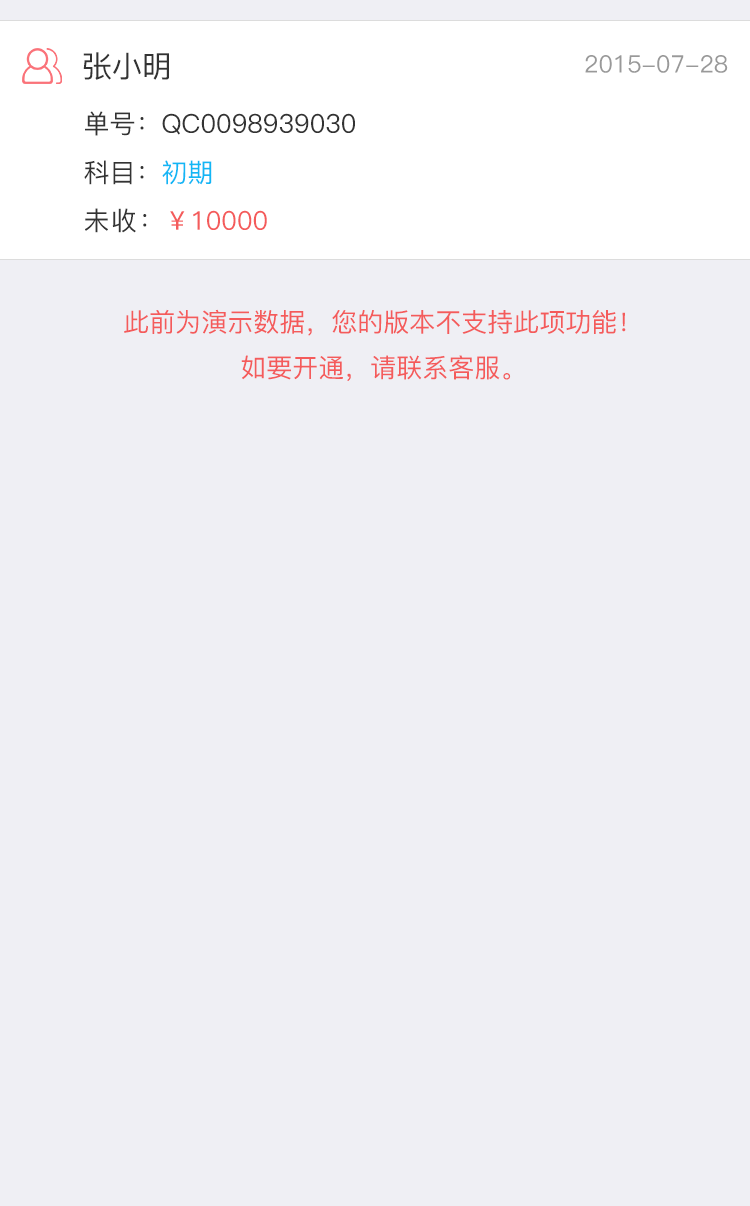 张小明 2015-07-28
单号：QC0098939030
科目：初期
未收：￥10000
此前为演示数据，您的版本不支持此项功能！
如要开通，请联系客服。